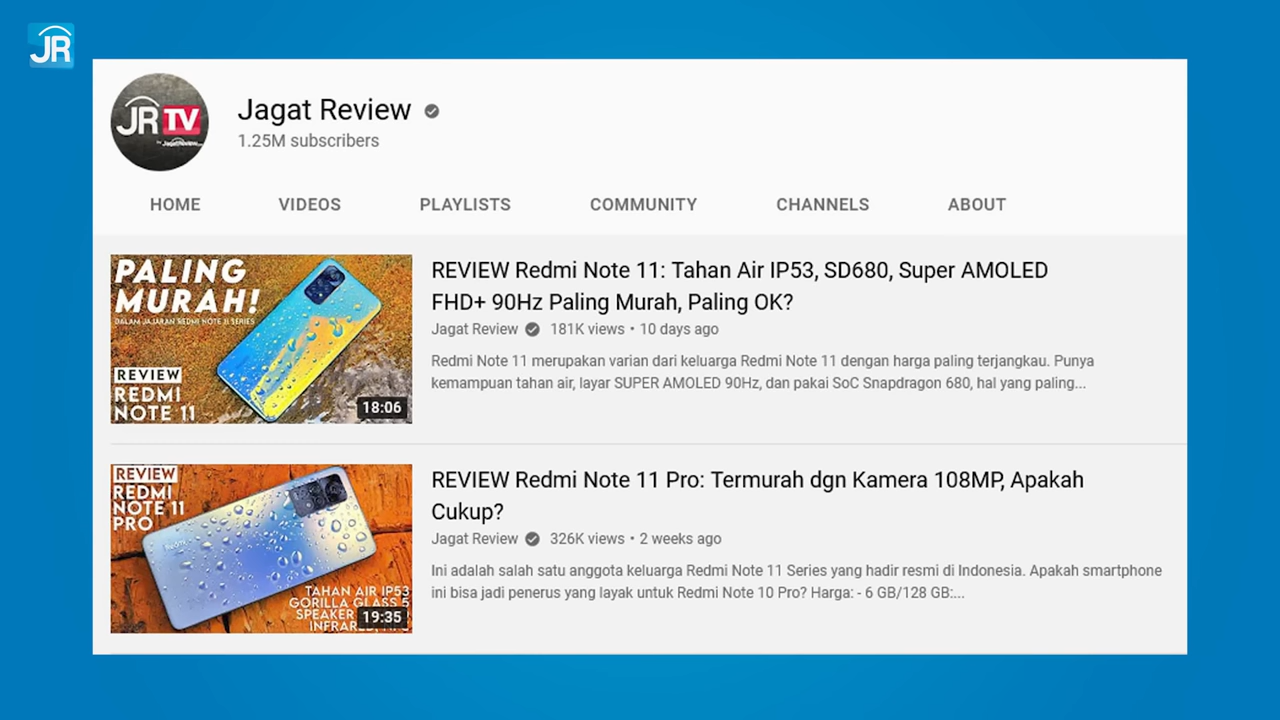 JR
JRTV
by JagatReview.com
Jagat Review
1.25M subscribers
HOME VIDEOS PLAYLISTS COMMUNITY CHANNELS ABOUT
PALING
MURAH!
DALAM JAJARAN REDMI NOTE 11 SERIES
REVIEW
REDMI
NOTE 11
18:06
REVIEW Redmi Note 11: Tahan Air IP53, SD680, Super AMOLED
FHD+ 90Hz Paling Murah, Paling OK?
Jagat Review 181K views • 10 days ago
Redmi Note 11 merupakan varian dari keluarga Redmi Note 11 dengan harga paling terjangkau. Punya
kemampuan tahan air, layar SUPER AMOLED 90Hz, dan pakai SoC Snapdragon 680, hal yang paling...
REVIEW
REDMI
NOTE 11
PRO
Redmi
TAHAN AIR IP53
GORILLA GLASS 5
SPEAKER
INFRARED,
19:35
REVIEW Redmi Note 11 Pro: Termurah dgn Kamera 108MP, Apakah
Cukup?
Jagat Review 326K views • 2 weeks ago
Ini adalah salah satu anggota keluarga Redmi Note 11 Series yang hadir resmi di Indonesia. Apakah smartphone
ini bisa jadi penerus yang layak untuk Redmi Note 10 Pro? Harga: - 6 GB/128 GB:...